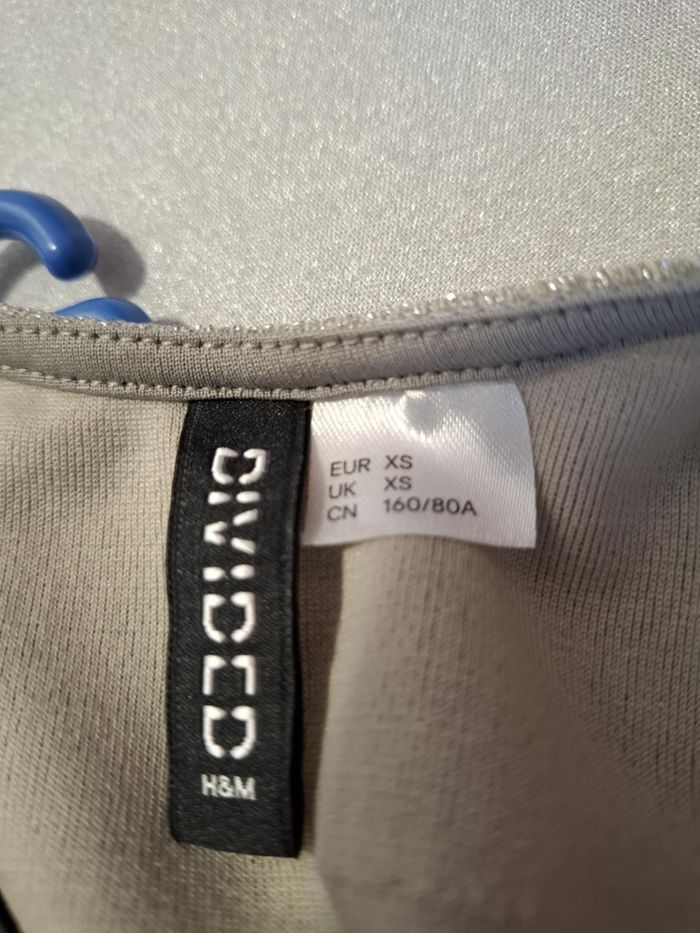 DIVIDED
H&M
EUR XS
UK XS
CN 160/80A